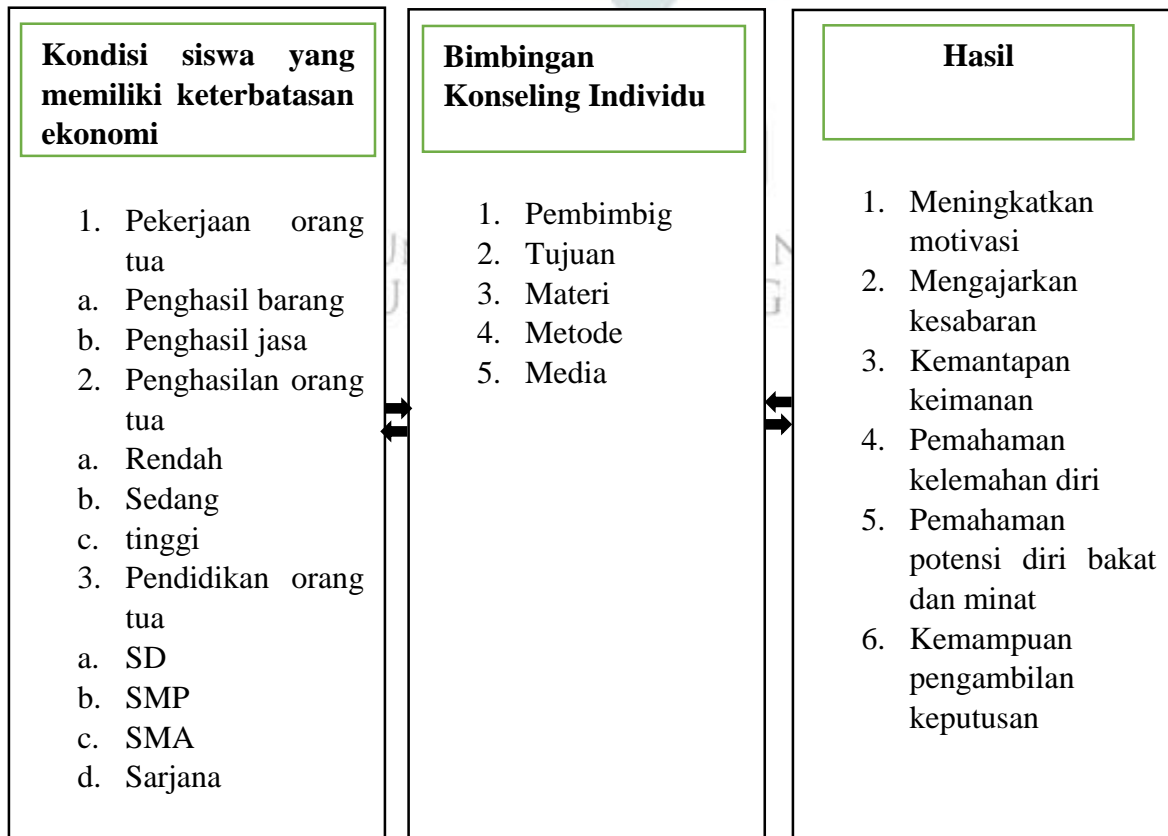 Kondisi siswa yang
memiliki keterbatasan
ekonomi
1. Pekerjaan orang
tua
a. Penghasil barang
b. Penghasil jasa
2. Penghasilan orang
tua
a. Rendah
b. Sedang
c. tinggi
3. Pendidikan orang
tua
a. SD
b. SMP
c. SMA
d. Sarjana
Bimbingan
Konseling Individu
1. Pembimbig
2. Tujuan
3. Materi
4. Metode
5. Media
Hasil
1. Meningkatkan
motivasi
2. Mengajarkan
kesabaran
3. Kemantapan
keimanan
4. Pemahaman
kelemahan diri
5. Pemahaman
potensi diri bakat
dan minat
6. Kemampuan
pengambilan
keputusan